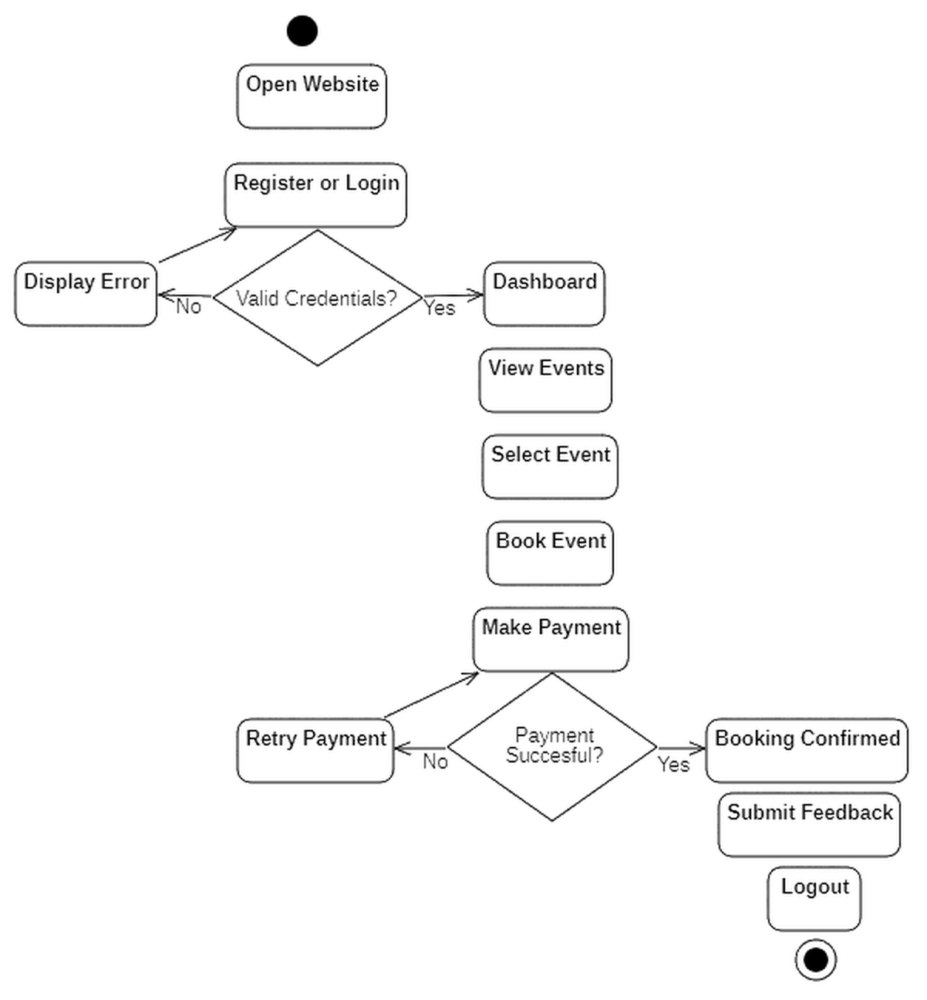 Open Website
Register or Login
Display Error
No
Valid Credentials?
Yes
Dashboard
View Events
Select Event
Book Event
Make Payment
Retry Payment
No
Payment
Succesful?
Yes
Booking Confirmed
Submit Feedback
Logout